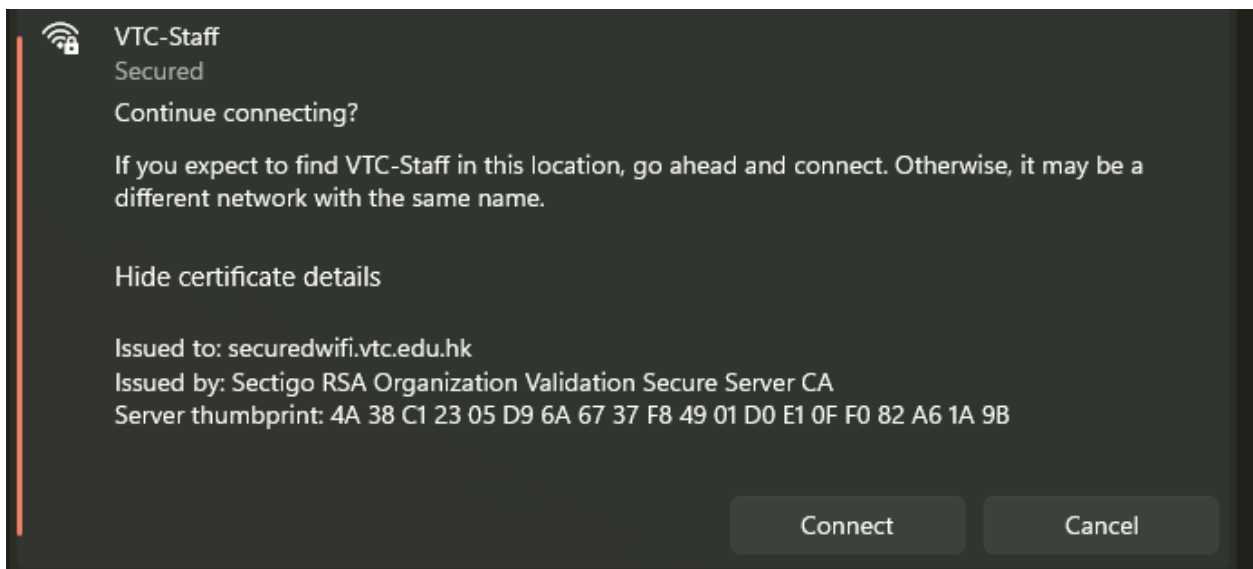 VTC-Staff
Secured
Continue connecting?
If you expect to find VTC-Staff in this location, go ahead and connect. Otherwise, it may be a
different network with the same name.
Hide certificate details
Issued to: securedwifi.vtc.edu.hk
Issued by: Sectigo RSA Organization Validation Secure Server CA
Server thumbprint: 4A 38 C1 23 05 D9 6A 67 37 F8 49 01 D0 E1 0F F0 82 A6 1A 9B
Connect Cancel